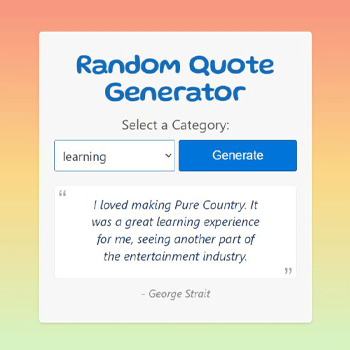 Random Quote
Generator
Select a Category:
learning
Generate
“
I loved making Pure Country. It
was a great learning experience
for me, seeing another part of
the entertainment industry.
”
- George Strait